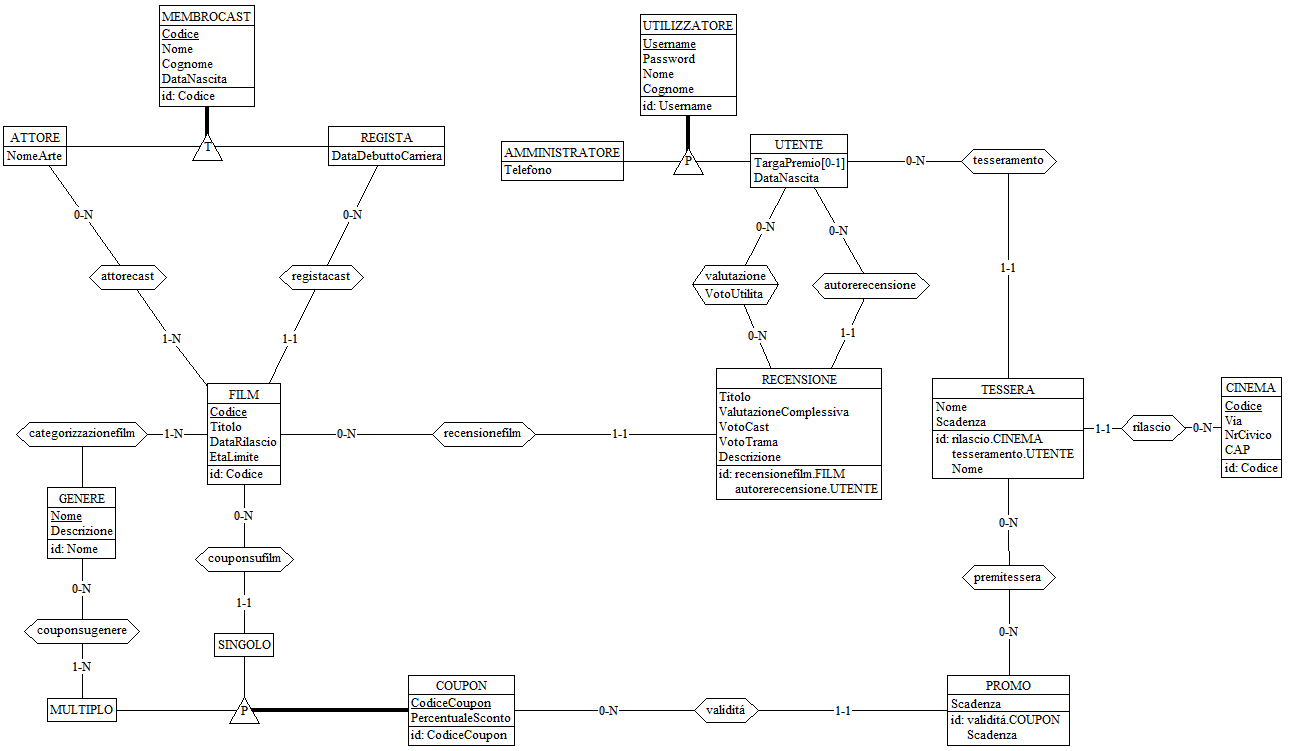 MEMBROCAST
Codice
Nome
Cognome
DataNascita
id: Codice
UTILIZZATORE
Username
Password
Nome
Cognome
id: Username
ATTORE
NomeArte
T
REGISTA
DataDebuttoCarriera
AMMINISTRATORE
Telefono
P
UTENTE
TargaPremio[0-1]
DataNascita
0-N
tesseramento
0-N
0-N
0-N
0-N
attorecast
registacast
valutazione
VotoUtilita
autorerecensione
1-1
1-N
1-1
0-N
1-1
FILM
Codice
Titolo
DataRilascio
EtaLimite
id: Codice
RECENSIONE
Titolo
ValutazioneComplessiva
VotoCast
VotoTrama
Descrizione
id: recensionefilm.FILM
autorerecensione.UTENTE
TESSERA
Nome
Scadenza
id: rilascio.CINEMA
tesseramento.UTENTE
Nome
CINEMA
Codice
Via
NrCivico
CAP
id: Codice
categorizzazionefilm
1-N
0-N
recensionefilm
1-1
1-1
rilascio
0-N
GENERE
Nome
Descrizione
id: Nome
0-N
0-N
couponsufilm
premitessera
0-N
1-1
couponsugenere
SINGOLO
0-N
1-N
MULTIPLO
P
COUPON
CodiceCoupon
PercentualeSconto
id: CodiceCoupon
0-N
validitá
1-1
PROMO
Scadenza
id: validitá.COUPON
Scadenza